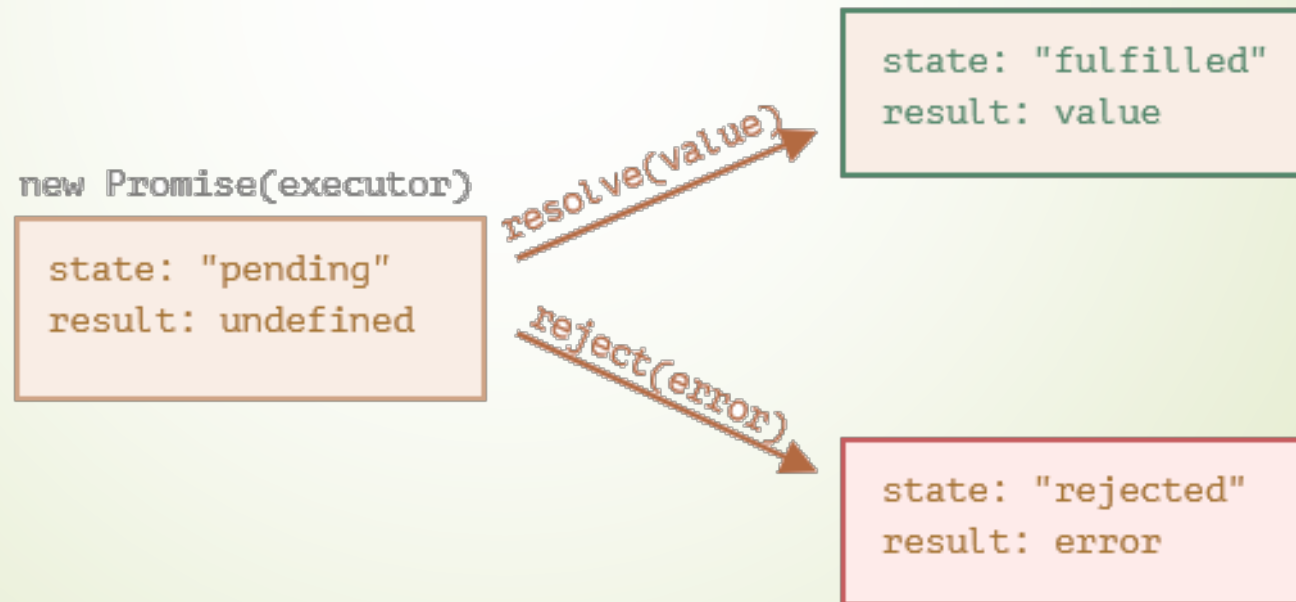 new Promise(executor)
state: "pending"
result: undefined
resolve(value)
state: "fulfilled"
result: value
reject(error)
state: "rejected"
result: error